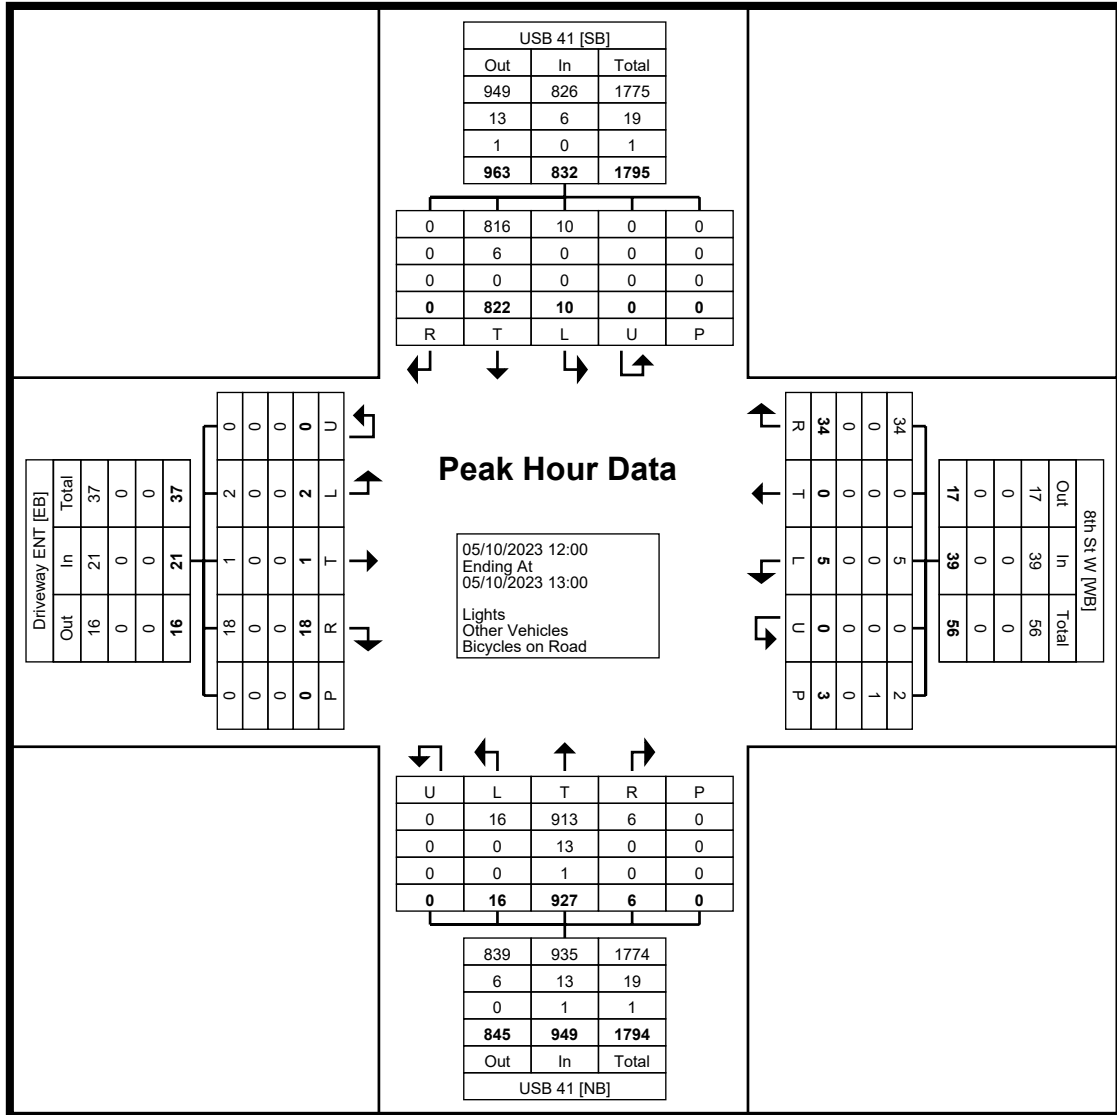 USB 41 [SB]
Out In Total
949 826 1775
13 6 19
1 0 1
963 832 1795
0 816 10 0 0
0 6 0 0 0
0 0 0 0 0
0 822 10 0 0
R T L U P
Driveway ENT [EB]
Total In Out
37 21 16
0 0 0
0 0 0
37 21 16
0 2 1 18 0
0 0 0 0 0
0 0 0 0 0
0 2 1 18 0
U L T R P
Peak Hour Data
05/10/2023 12:00
Ending At
05/10/2023 13:00
Lights
Other Vehicles
Bicycles on Road
8th St W [WB]
Out In Total
17 39 56
0 0 0
0 0 0
17 39 56
34 0 5 0 2
0 0 0 0 1
0 0 0 0 0
34 0 5 0 3
R T L U P
U L T R P
0 16 913 6 0
0 0 13 0 0
0 0 1 0 0
0 16 927 6 0
839 935 1774
6 13 19
0 1 1
845 949 1794
Out In Total
USB 41 [NB]